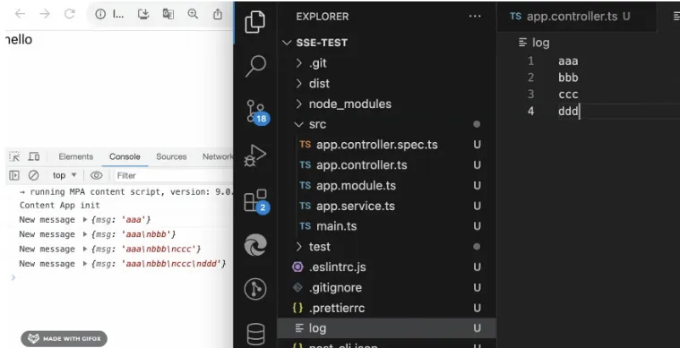 hello
Elements Console Sources Network
top Filter
→ running MPA content script, version: 9.0.
Content App init
New message ▸{msg: 'aaa'}
New message ▸{msg: 'aaa\nbbb'}
New message ▸{msg: 'aaa\nbbb\nccc'}
New message ▸{msg: 'aaa\nbbb\nccc\nddd'}
>
MADE WITH GIFOX
18
2
EXPLORER ...
SSE-TEST
.git
dist
node_modules
src
TS app.controller.spec.ts U
TS app.controller.ts U
TS app.module.ts U
TS app.service.ts U
TS main.ts U
test
.eslintrc.js U
.gitignore U
{} .prettierrc U
log U
TS app.controller.ts U
log
1 aaa
2 bbb
3 ccc
4 ddd